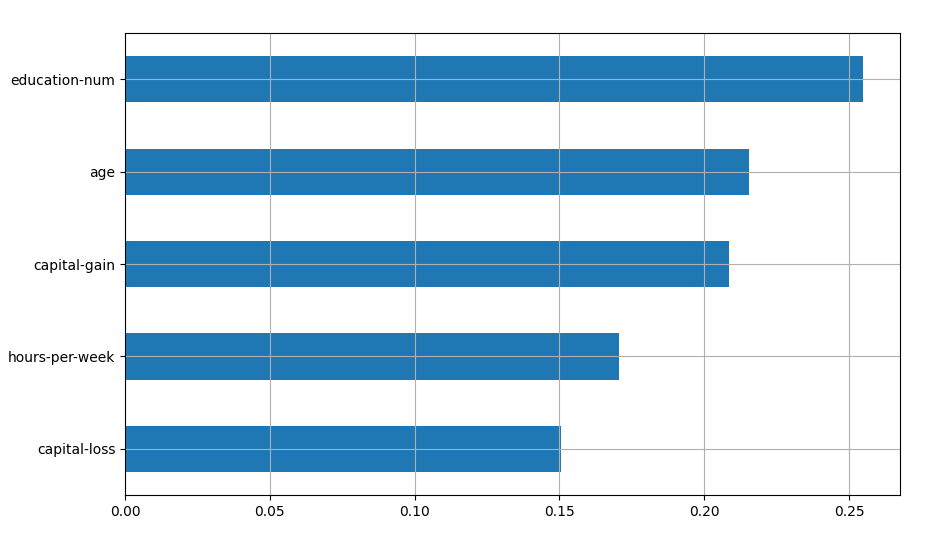 education-num
age
capital-gain
hours-per-week
capital-loss
0.00 0.05 0.10 0.15 0.20 0.25